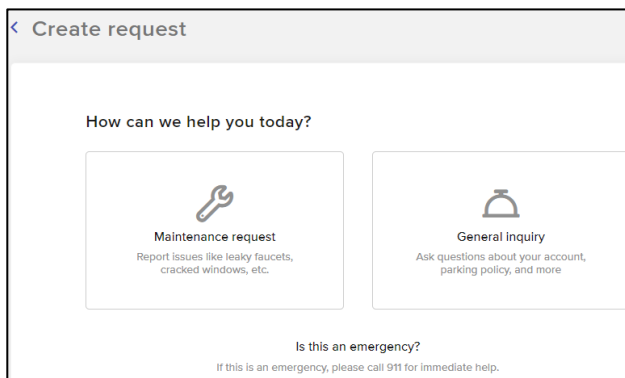 Create request
How can we help you today?
Maintenance request
Report issues like leaky faucets,
cracked windows, etc.
General inquiry
Ask questions about your account,
parking policy, and more
Is this an emergency?
If this is an emergency, please call 911 for immediate help.